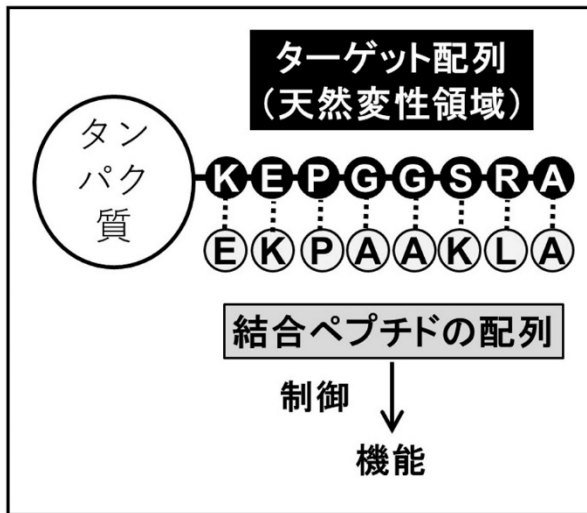 ターゲット配列
(天然変性領域)
タン
パク
質
KEPGGSRA
EKPAAKLA
結合ペプチドの配列
制御
機能